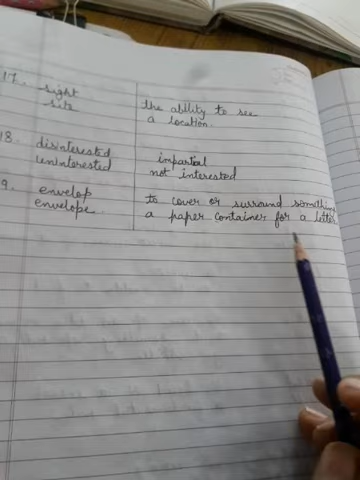 17. sight the ability to see
site a location.
18. disinterested impartial
uninterested not interested
19. envelop to cover or surround something
envelope. a paper container for a letter